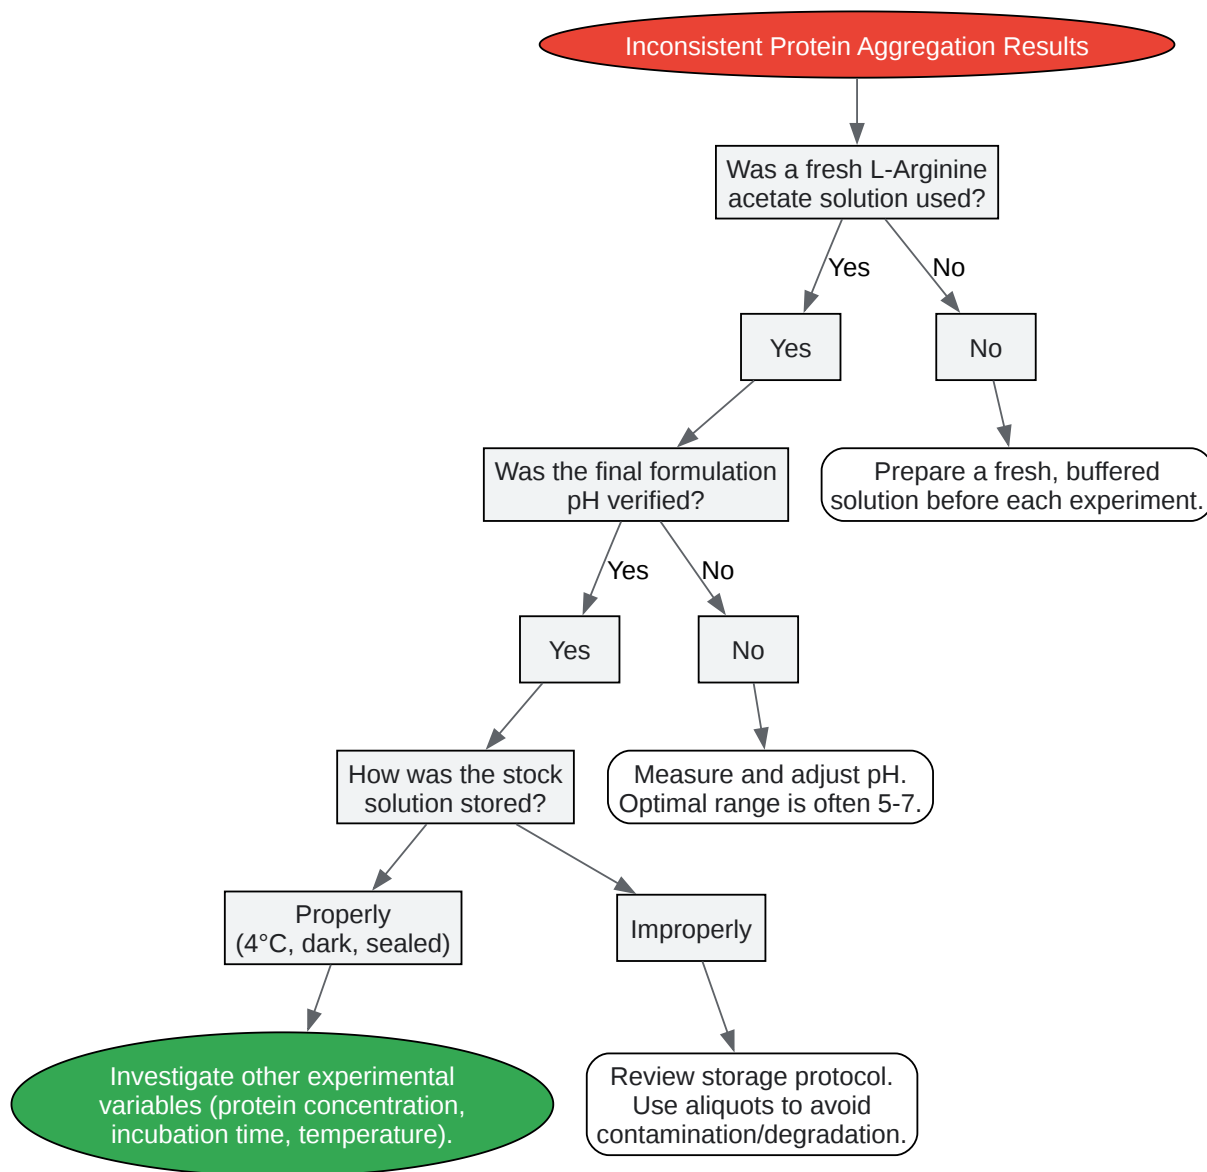 Inconsistent Protein Aggregation Results
Was a fresh L-Arginine
acetate solution used?
Yes
No
Yes
No
Was the final formulation
pH verified?
Prepare a fresh, buffered
solution before each experiment.
Yes
No
Yes
No
How was the stock
solution stored?
Measure and adjust pH.
Optimal range is often 5-7.
Properly
(4°C, dark, sealed)
Improperly
Investigate other experimental
variables (protein concentration,
incubation time, temperature).
Review storage protocol.
Use aliquots to avoid
contamination/degradation.